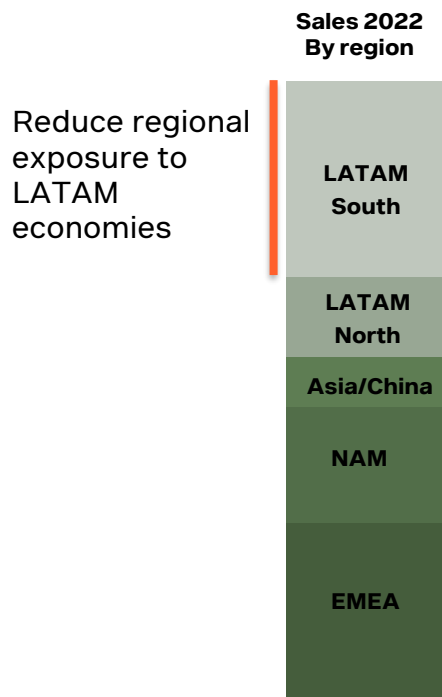 Sales 2022
By region
Reduce regional
exposure to
LATAM
economies
LATAM
South
LATAM
North
Asia/China
NAM
EMEA